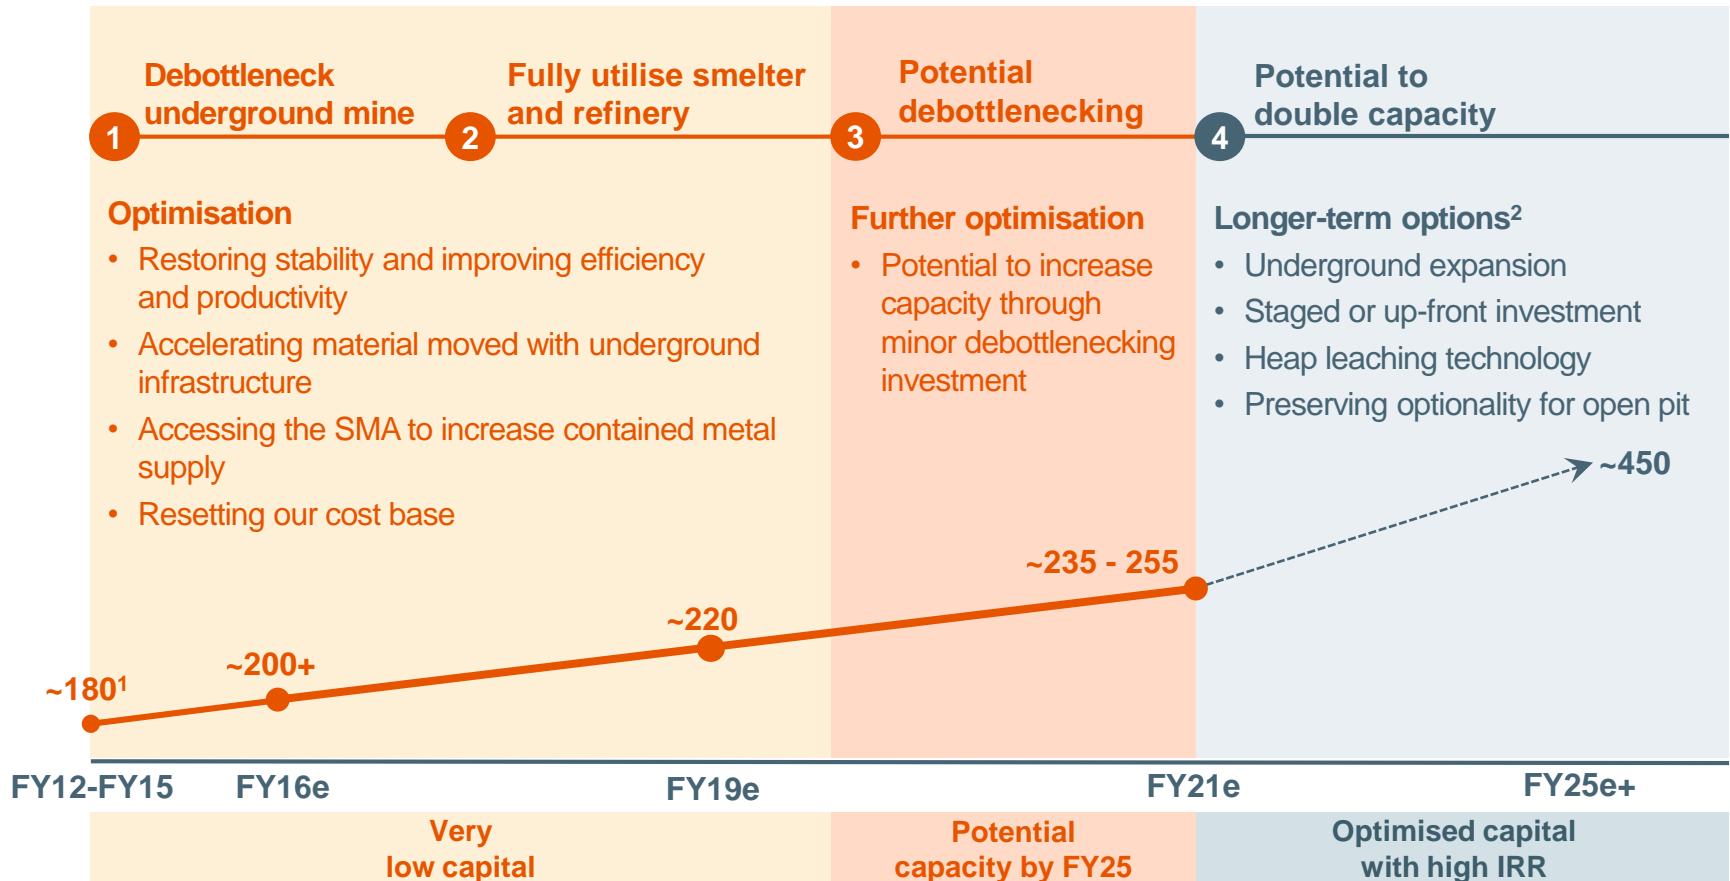 Debottleneck
underground mine
1
Fully utilise smelter
and refinery
2
Potential
debottlenecking
3
Potential to
double capacity
4
Optimisation
• Restoring stability and improving efficiency
and productivity
• Accelerating material moved with underground
infrastructure
• Accessing the SMA to increase contained metal
supply
• Resetting our cost base
Further optimisation
• Potential to increase
capacity through
minor debottlenecking
investment
Longer-term options²
• Underground expansion
• Staged or up-front investment
• Heap leaching technology
• Preserving optionality for open pit
~180¹
~200+
~220
~235 - 255
~450
FY12-FY15
FY16e
FY19e
FY21e
FY25e+
Very
low capital
Potential
capacity by FY25
Optimised capital
with high IRR